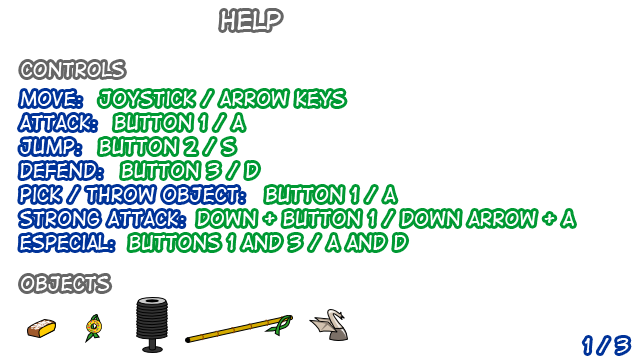 HELP
CONTROLS
MOVE: JOYSTICK / ARROW KEYS
ATTACK: BUTTON 1 / A
JUMP: BUTTON 2 / S
DEFEND: BUTTON 3 / D
PICK / THROW OBJECT: BUTTON 1 / A
STRONG ATTACK: DOWN + BUTTON 1 / DOWN ARROW + A
ESPECIAL: BUTTONS 1 AND 3 / A AND D
OBJECTS
1 / 3